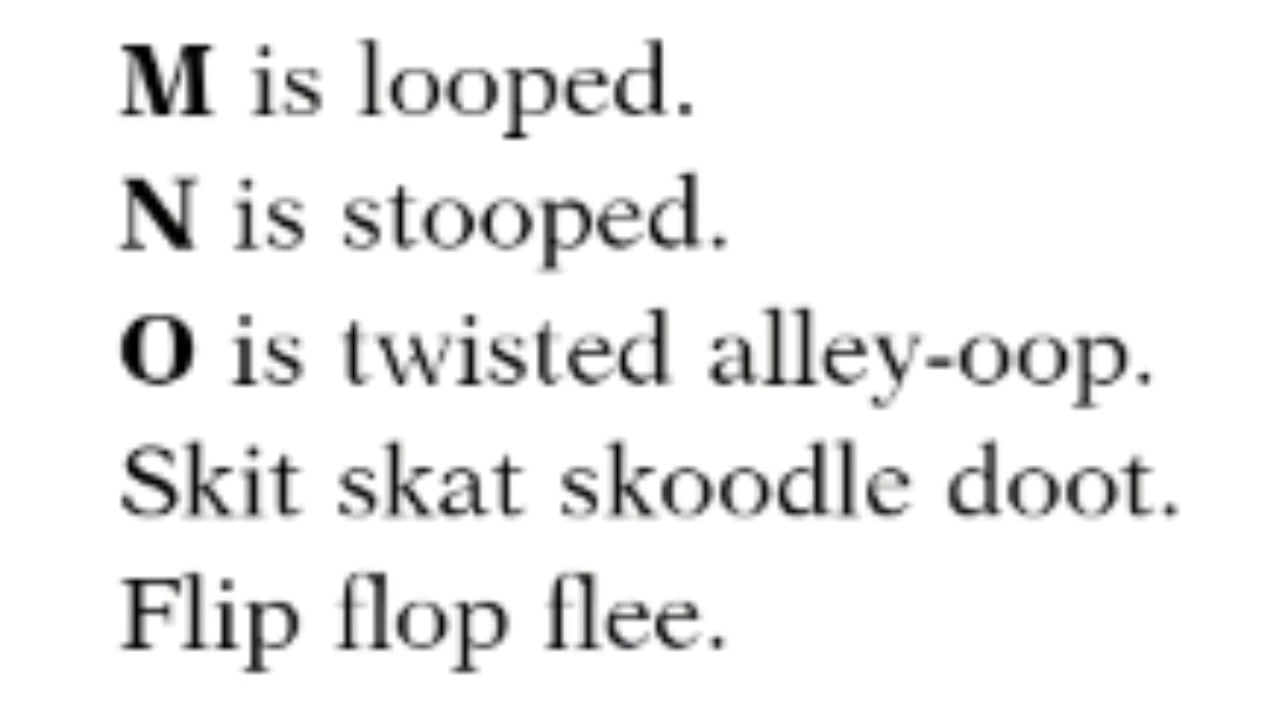 M is looped.
N is stooped.
O is twisted alley-oop.
Skit skat skoodle doot.
Flip flop flee.